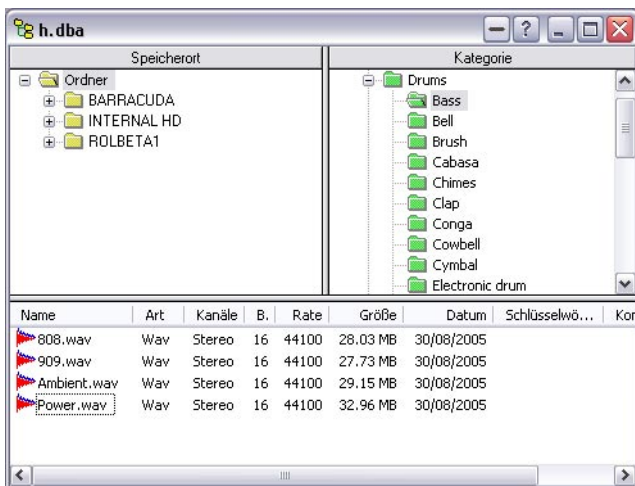 h.dba
Speicherort
Ordner
BARRACUDA
INTERNAL HD
ROLBETA1
Kategorie
Drums
Bass
Bell
Brush
Cabasa
Chimes
Clap
Conga
Cowbell
Cymbal
Electronic drum
Name Art Kanäle B. Rate Größe Datum Schlüsselwö... Kor
808.wav Wav Stereo 16 44100 28.03 MB 30/08/2005
909.wav Wav Stereo 16 44100 27.73 MB 30/08/2005
Ambient.wav Wav Stereo 16 44100 29.15 MB 30/08/2005
Power.wav Wav Stereo 16 44100 32.96 MB 30/08/2005